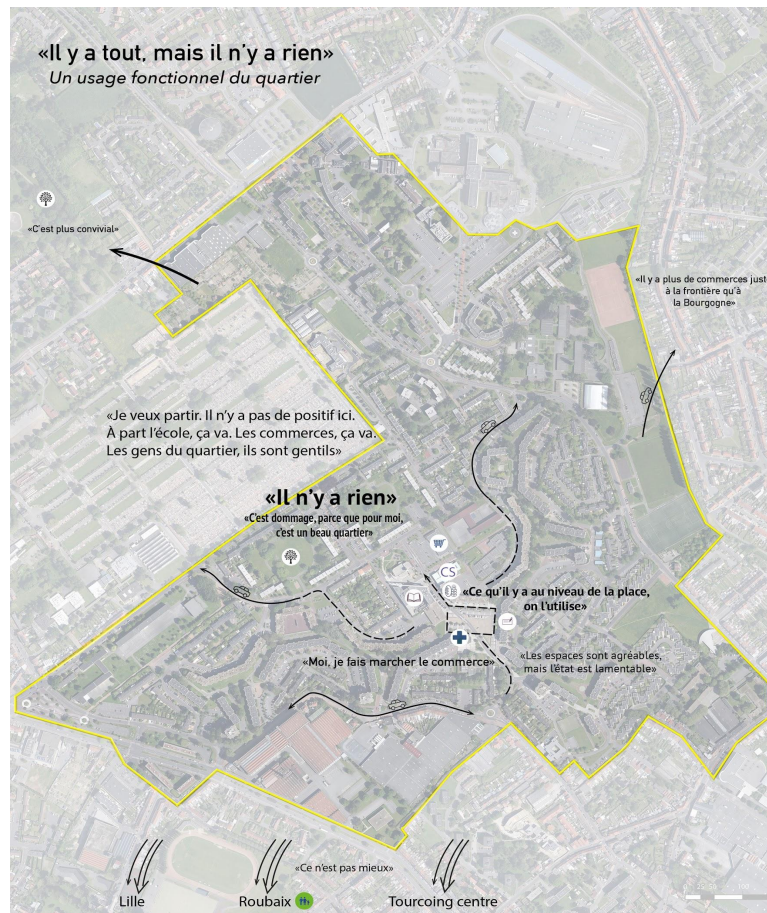 «Il y a tout, mais il n'y a rien»
Un usage fonctionnel du quartier
«C'est plus convivial»
«Il y a plus de commerces just
à la frontière qu'à
la Bourgogne»
«Je veux partir. Il n'y a pas de positif ici.
À part l'école, ça va. Les commerces, ça va.
Les gens du quartier, ils sont gentils»
«Il n'y a rien»
«C'est dommage, parce que pour moi,
c'est un beau quartier»
CS
«Ce qu'il y a au niveau de la place,
on l'utilise»
«Moi, je fais marcher le commerce»
«Les espaces sont agréables,
mais l'état est lamentable»
«Ce n'est pas mieux»
Lille
Roubaix
Tourcoing centre